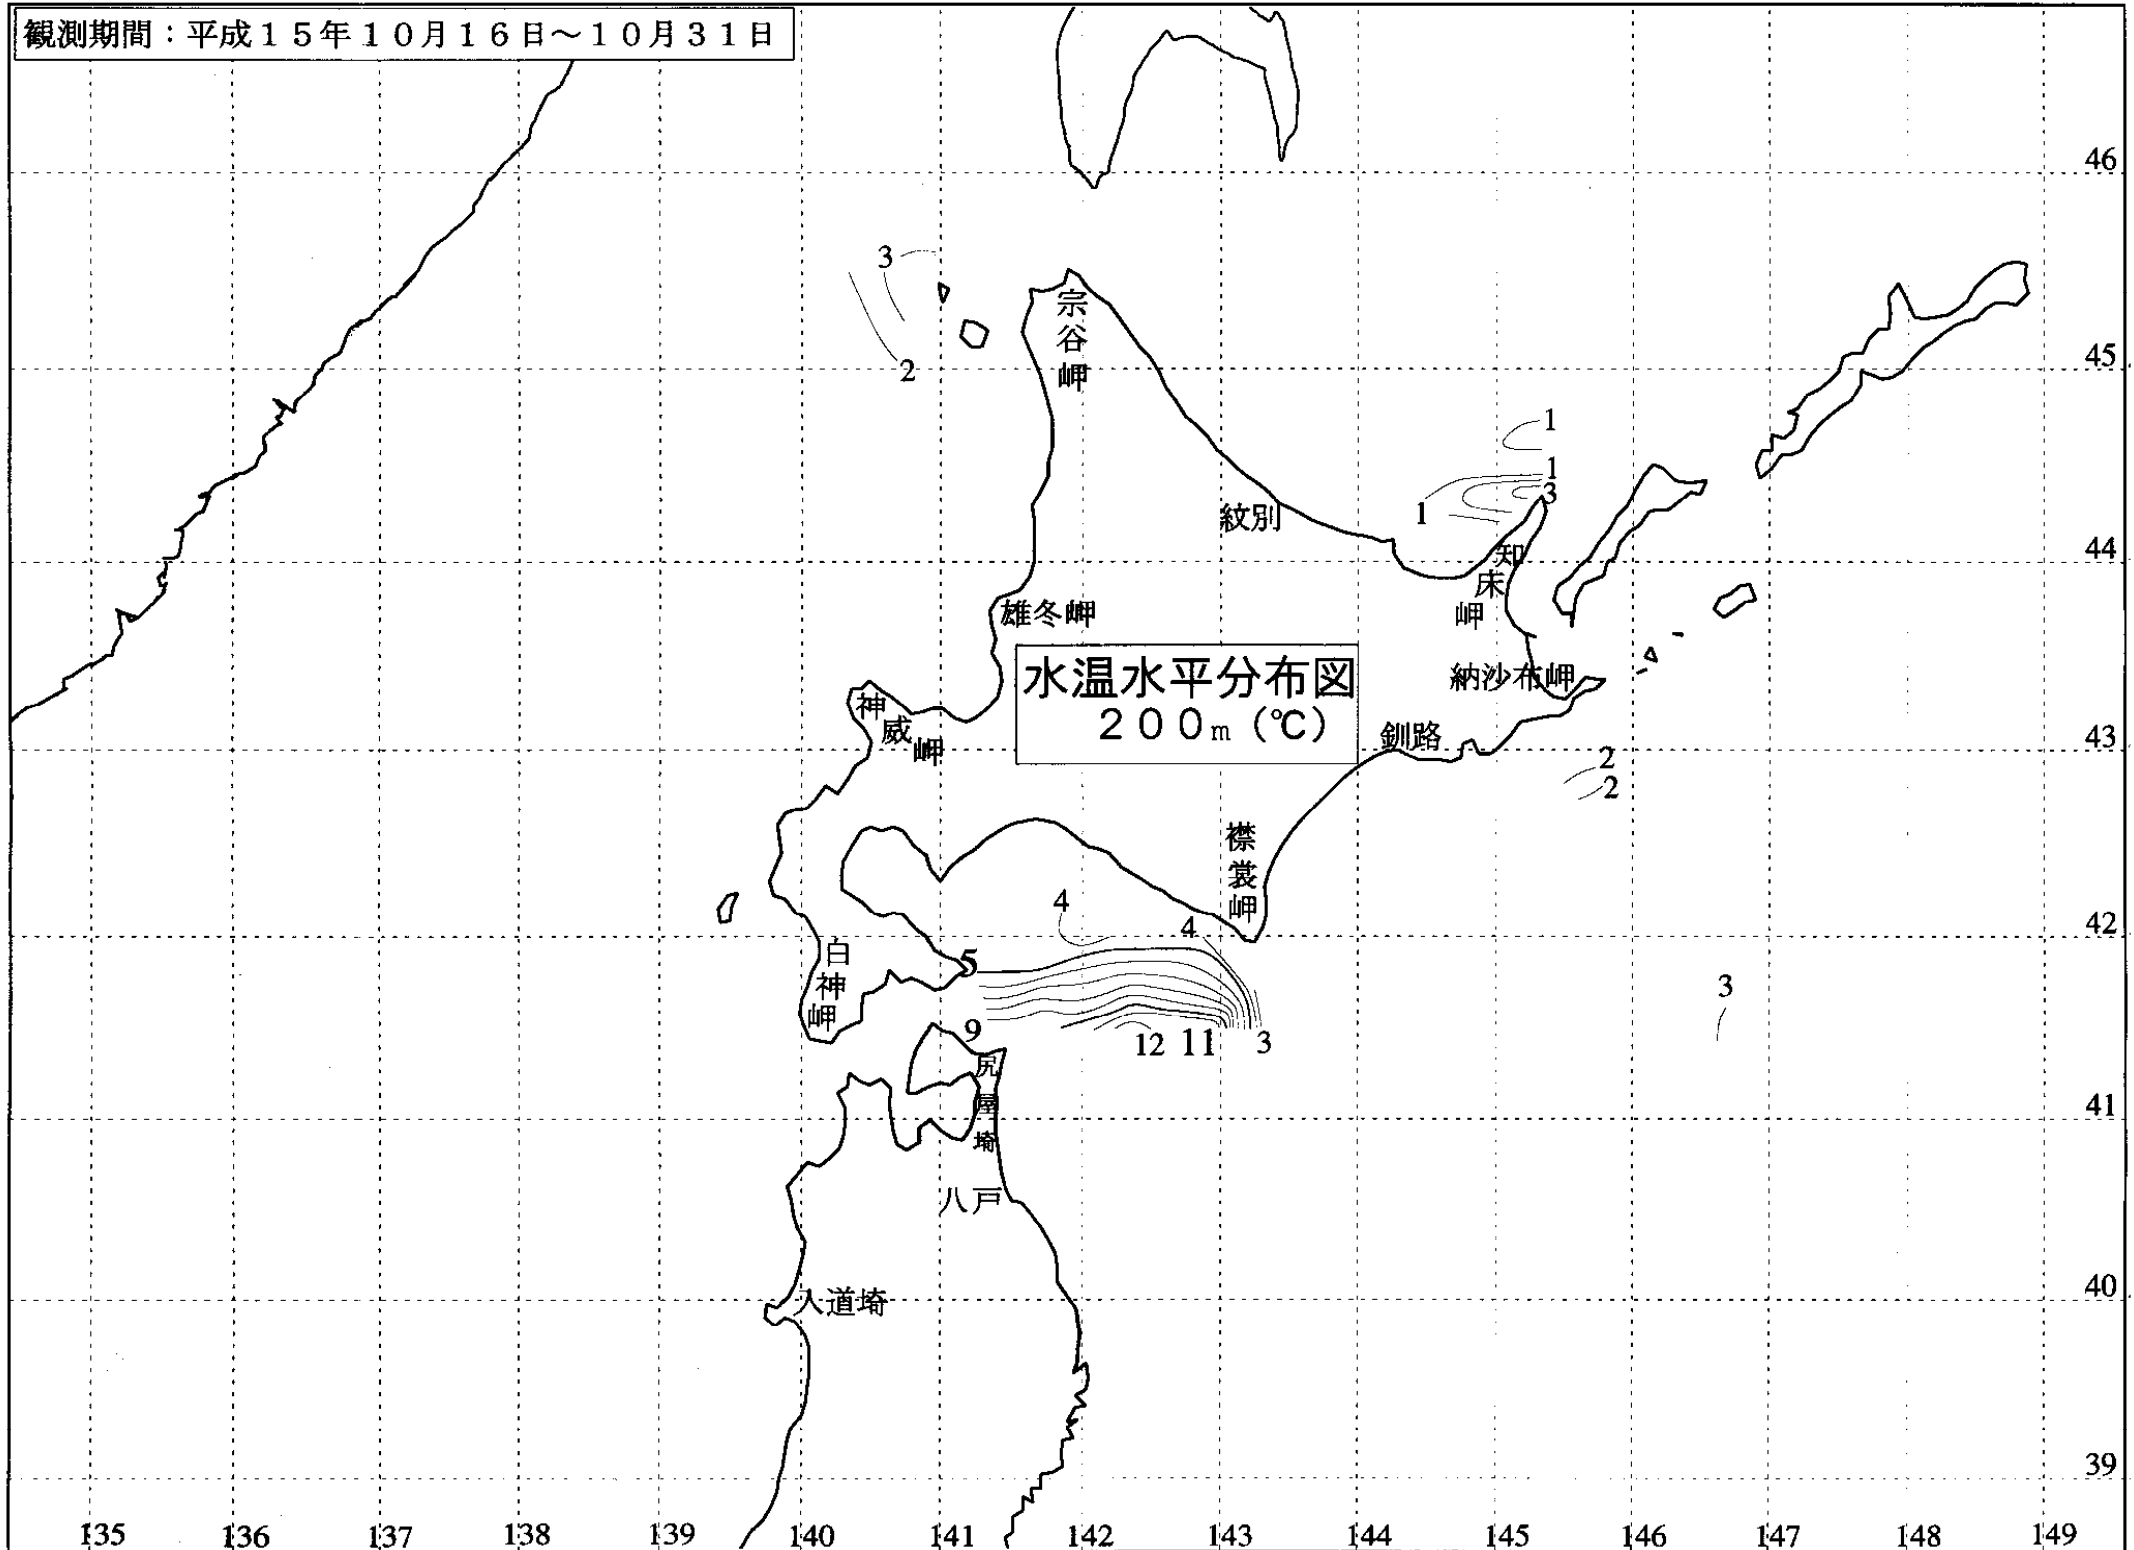 観測期間：平成１５年１０月１６日～１０月３１日
46
3
宗谷岬
2
45
1
1
3
1
紋別
44
知床岬
雄冬岬
水温水平分布図
２００ｍ（℃）
納沙布岬
神威岬
釧路
43
2
2
襟裳岬
4
4
42
白神岬
5
3
9
12
11
3
尻屋埼
41
八戸
入道埼
40
39
135
136
137
138
139
140
141
142
143
144
145
146
147
148
149